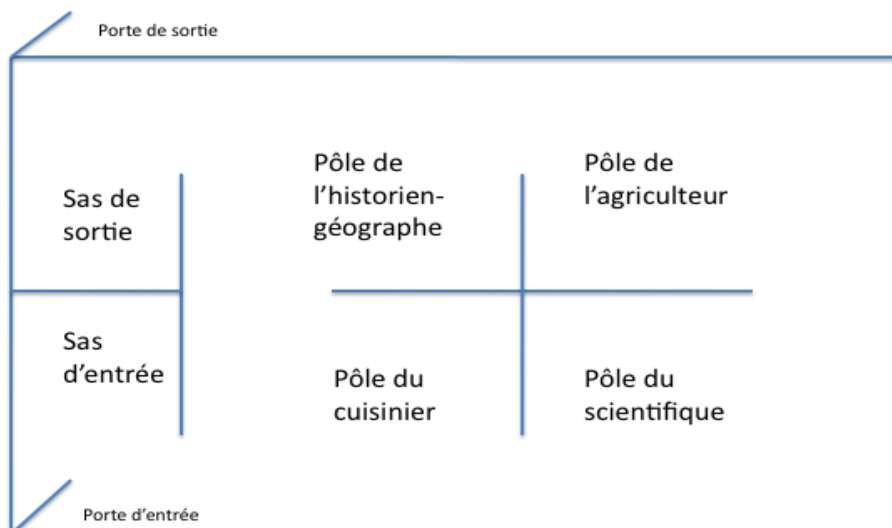 Porte de sortie
Pôle de
l'historien-
géographe
Pôle de
l'agriculteur
Sas de
sortie
Sas
d'entrée
Pôle du
cuisinier
Pôle du
scientifique
Porte d'entrée